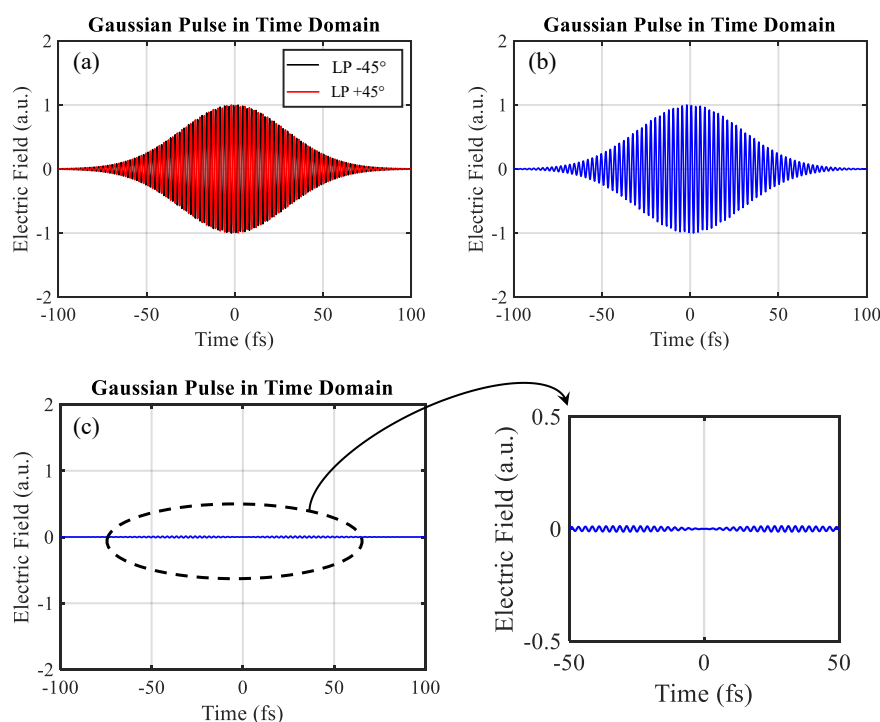 Gaussian Pulse in Time Domain
(a)
LP -45°
LP +45°
2
1
0
-1
-2
Electric Field (a.u.)
-100
-50
0
50
100
Time (fs)
Gaussian Pulse in Time Domain
(b)
2
1
0
-1
-2
Electric Field (a.u.)
-100
-50
0
50
100
Time (fs)
Gaussian Pulse in Time Domain
(c)
2
1
0
-1
-2
Electric Field (a.u.)
-100
-50
0
50
100
Time (fs)
0.5
0
-0.5
Electric Field (a.u.)
-50
0
50
Time (fs)